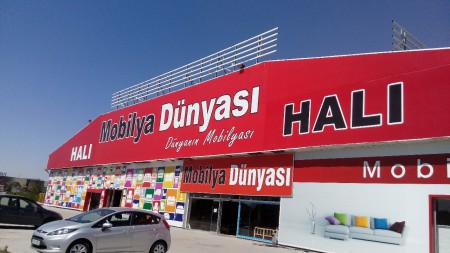 HALI
Mobilya Dünyası
Dünyanın Mobilyası
HALI
Mobilya Dünyası
Mobi